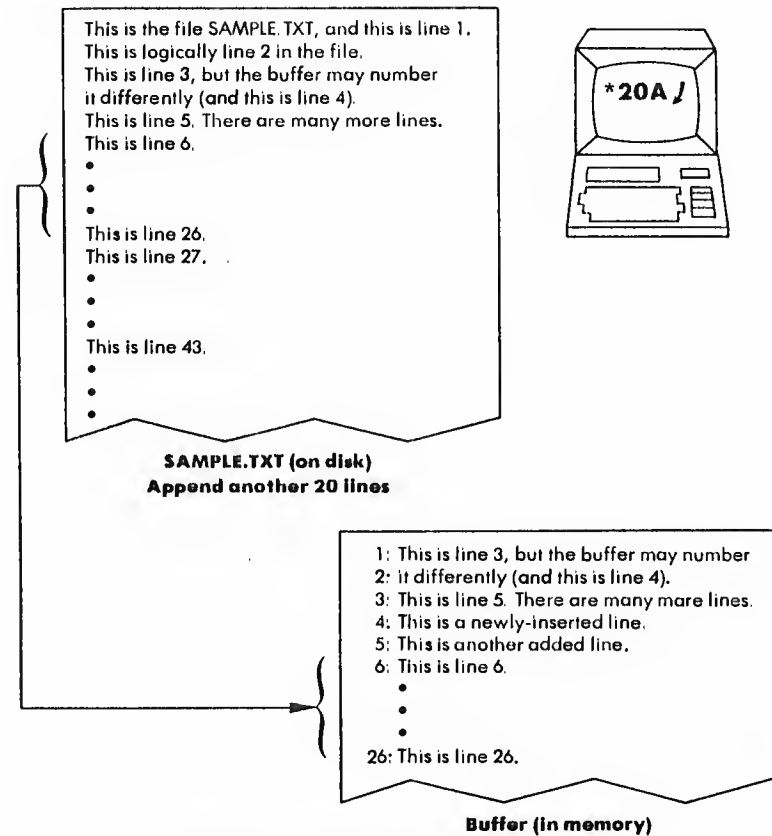 This is the file SAMPLE.TXT, and this is line 1.
This is logically line 2 in the file.
This is line 3, but the buffer may number
it differently (and this is line 4).
This is line 5. There are many more lines.
This is line 6.
•
•
•
This is line 26.
This is line 27.
•
•
•
This is line 43.
•
•
•
SAMPLE.TXT (on disk)
Append another 20 lines
*20A
1: This is line 3, but the buffer may number
2: it differently (and this is line 4).
3: This is line 5. There are many mare lines.
4: This is a newly-inserted line.
5: This is another added line.
6: This is line 6.
•
•
•
26: This is line 26.
Buffer (in memory)